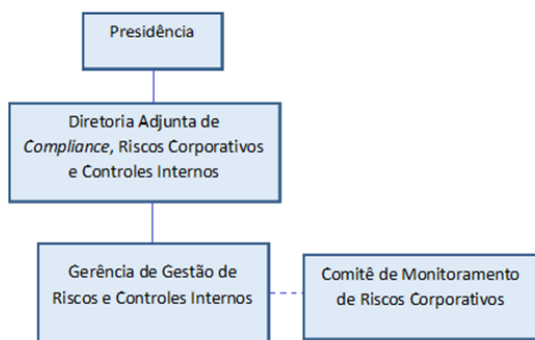 Presidência
Diretoria Adjunta de
Compliance, Riscos Corporativos
e Controles Internos
Gerência de Gestão de
Riscos e Controles Internos
Comitê de Monitoramento
de Riscos Corporativos